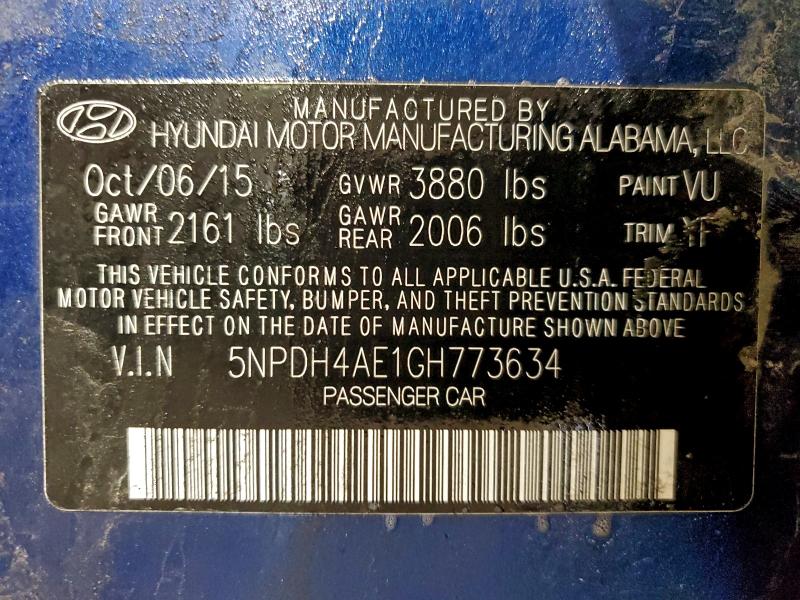 MANUFACTURED BY
HYUNDAI MOTOR MANUFACTURING ALABAMA, LLC
Oct/06/15 GVWR 3880 lbs PAINT VU
GAWR FRONT 2161 lbs GAWR REAR 2006 lbs TRIM
THIS VEHICLE CONFORMS TO ALL APPLICABLE U.S.A. FEDERAL
MOTOR VEHICLE SAFETY, BUMPER, AND THEFT PREVENTION STANDARDS
IN EFFECT ON THE DATE OF MANUFACTURE SHOWN ABOVE
V.I.N 5NPDH4AE1GH773634
PASSENGER CAR